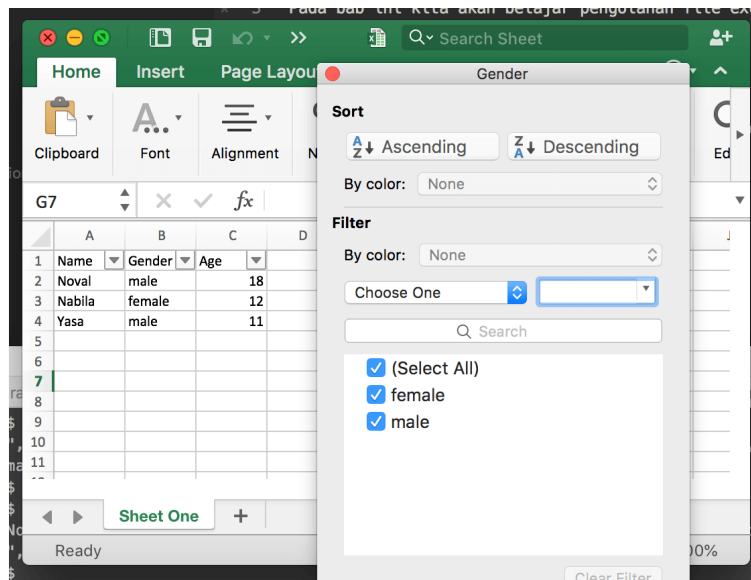 Pada bab ini kita akan belajar pengolahan file ex
Search Sheet
Home Insert Page Layou
Gender
Clipboard Font Alignment N Ed
Sort
Ascending Descending
By color: None
Filter
By color: None
Choose One
Search
(Select All)
female
male
Clear Filter
G7 fx
A B C D
1 Name Gender Age
2 Noval male 18
3 Nabila female 12
4 Yasa male 11
5
6
7
8
9
10
11
Sheet One +
Ready 00%